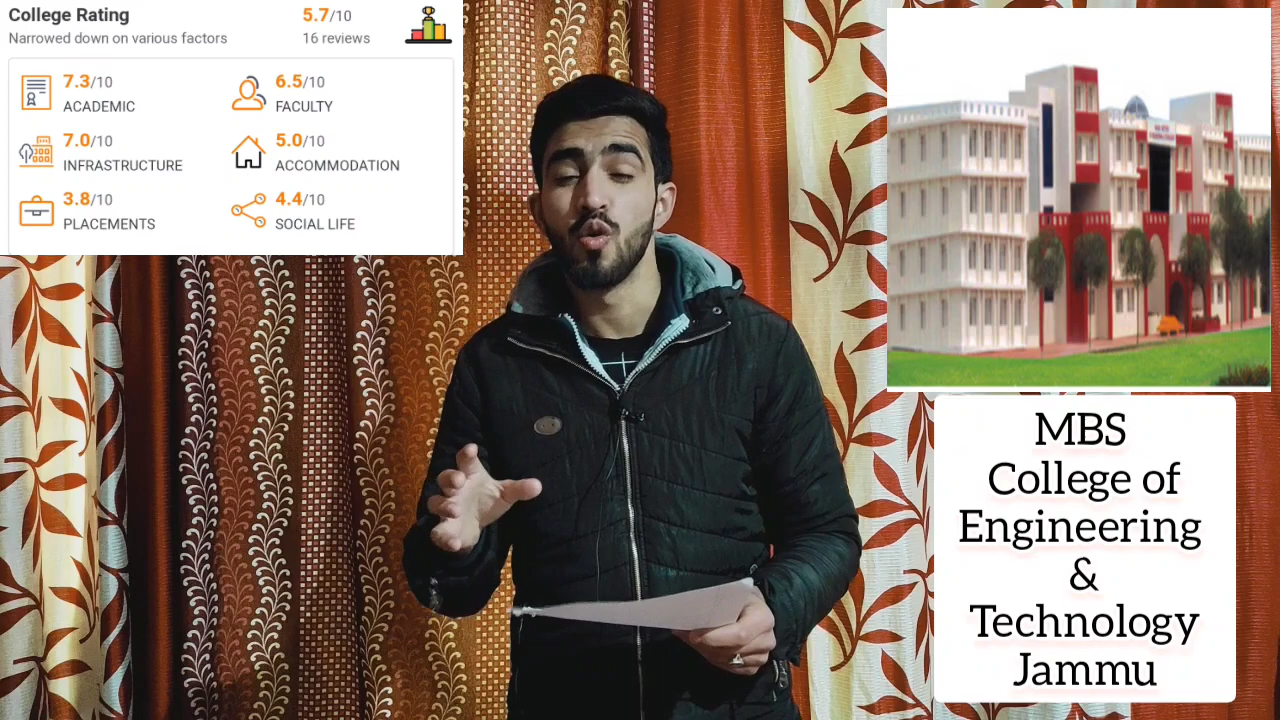 College Rating
5.7/10
Narrowed down on various factors
16 reviews
7.3/10
ACADEMIC
6.5/10
FACULTY
7.0/10
INFRASTRUCTURE
5.0/10
ACCOMMODATION
3.8/10
PLACEMENTS
4.4/10
SOCIAL LIFE
MBS
College of
Engineering
&
Technology
Jammu